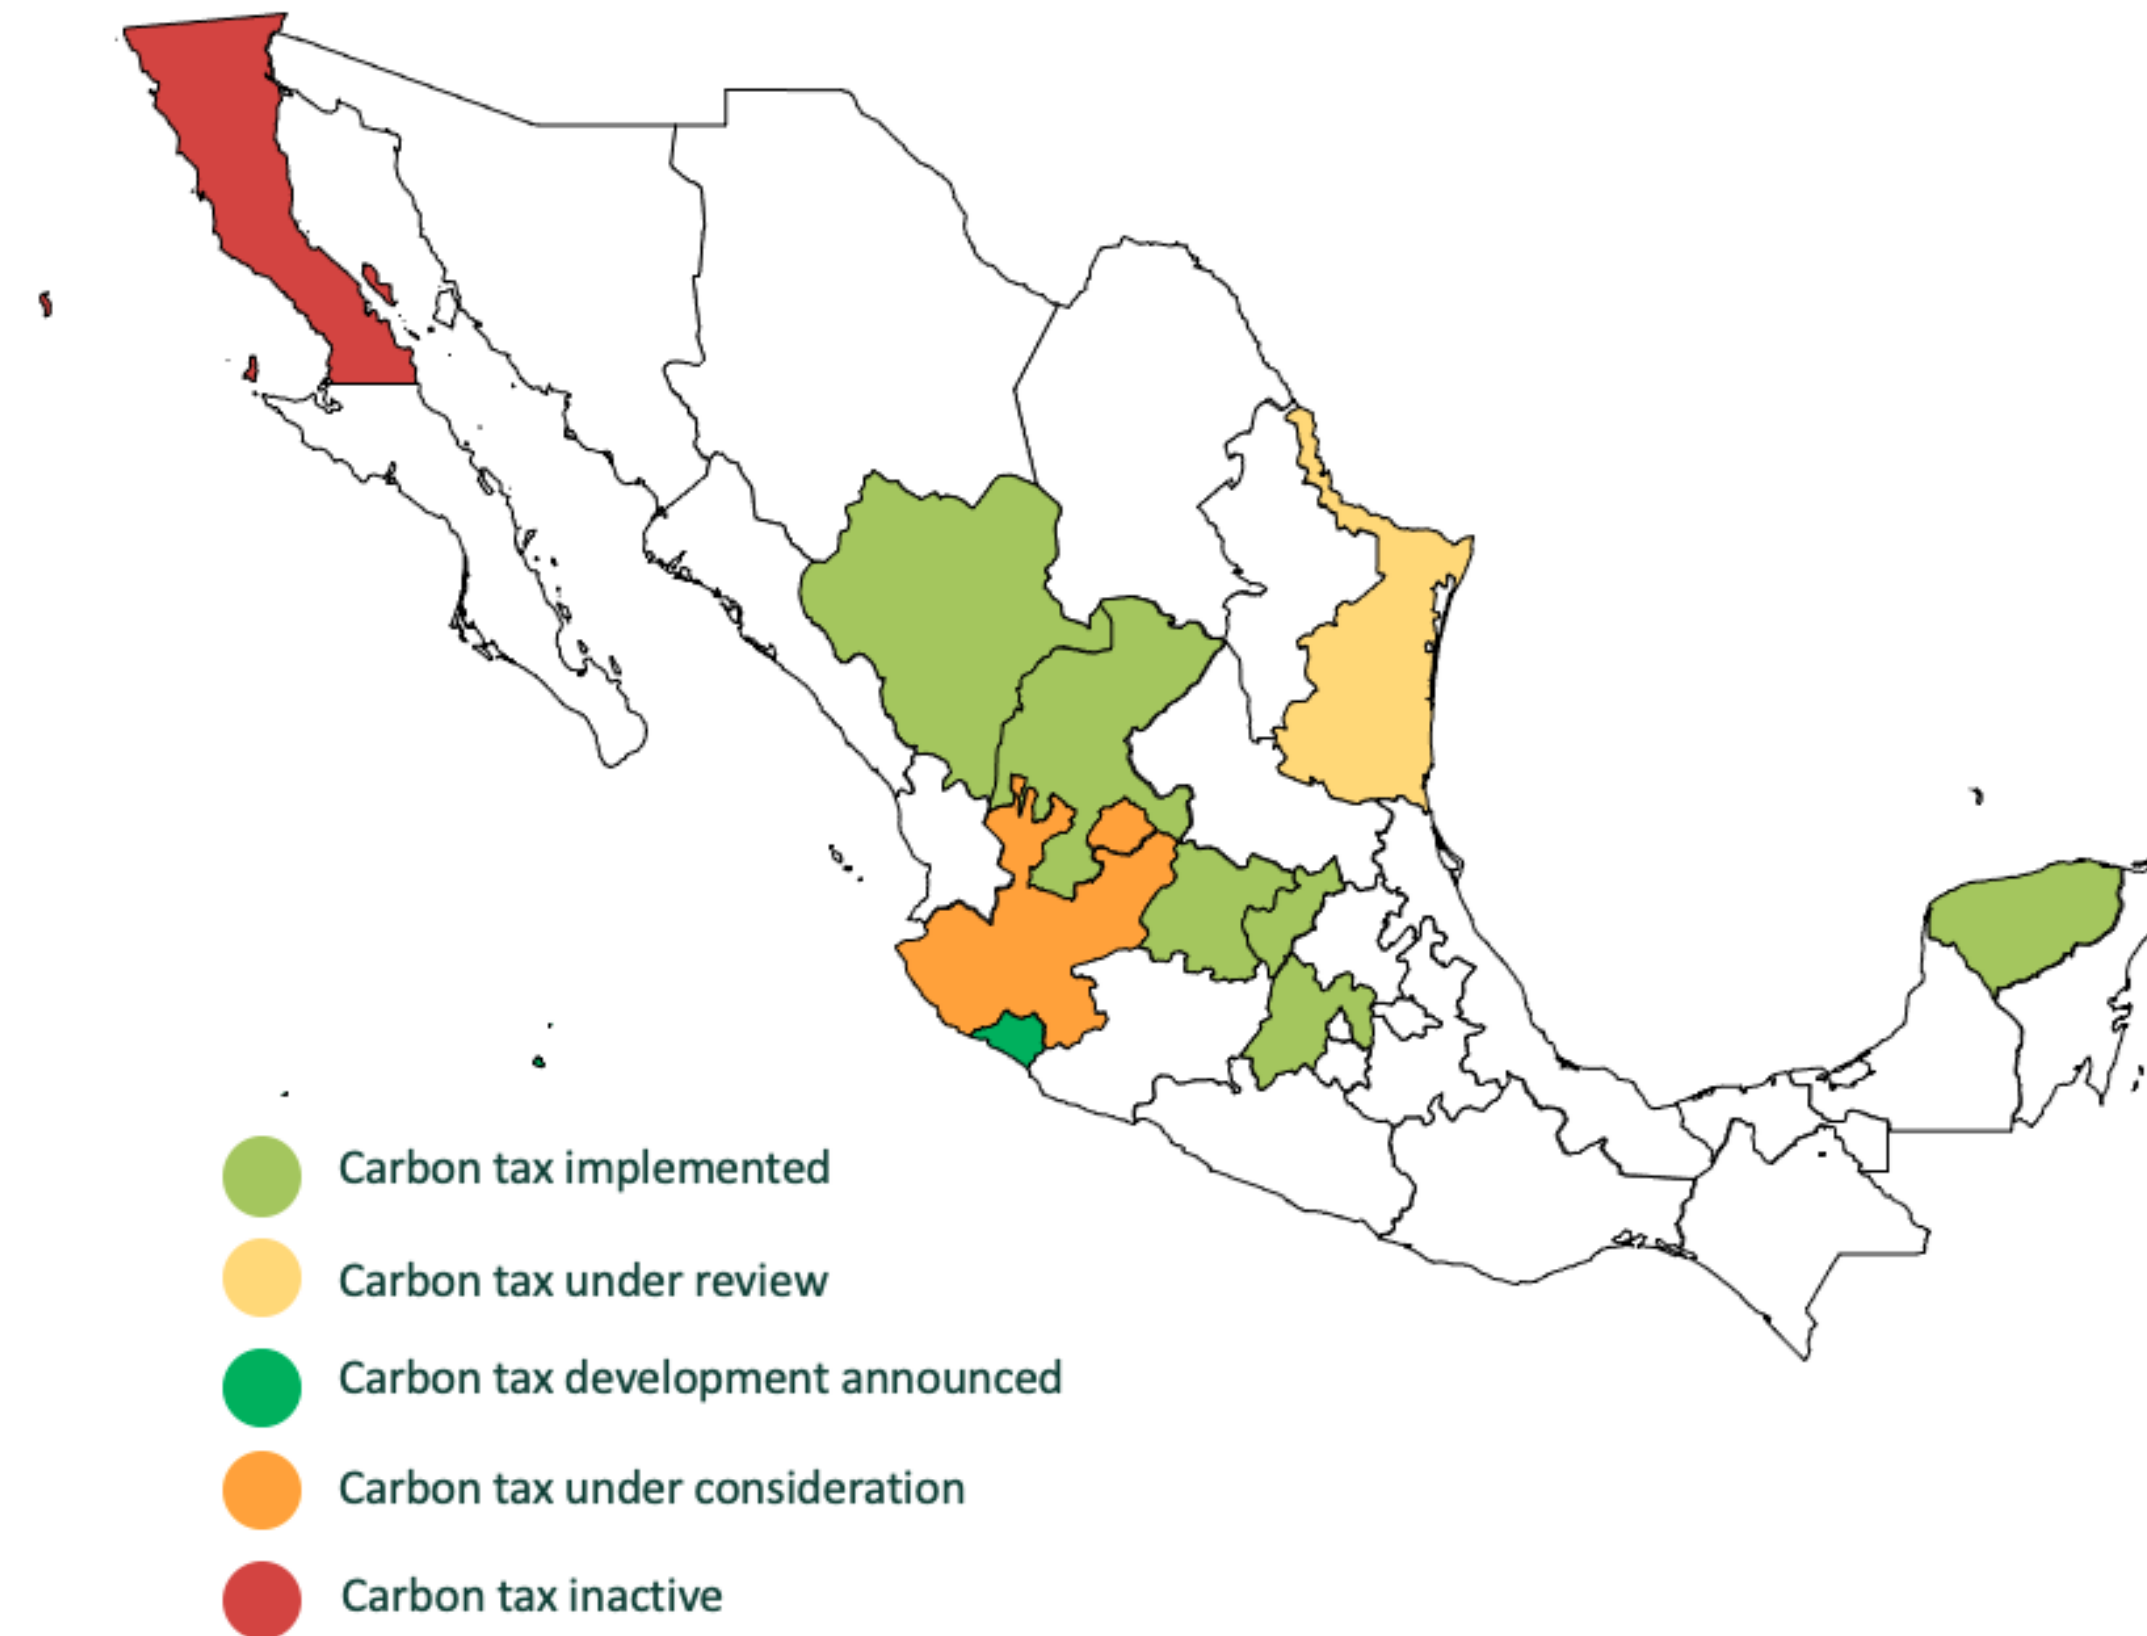 Carbon tax implemented
Carbon tax under review
Carbon tax development announced
Carbon tax under consideration
Carbon tax inactive